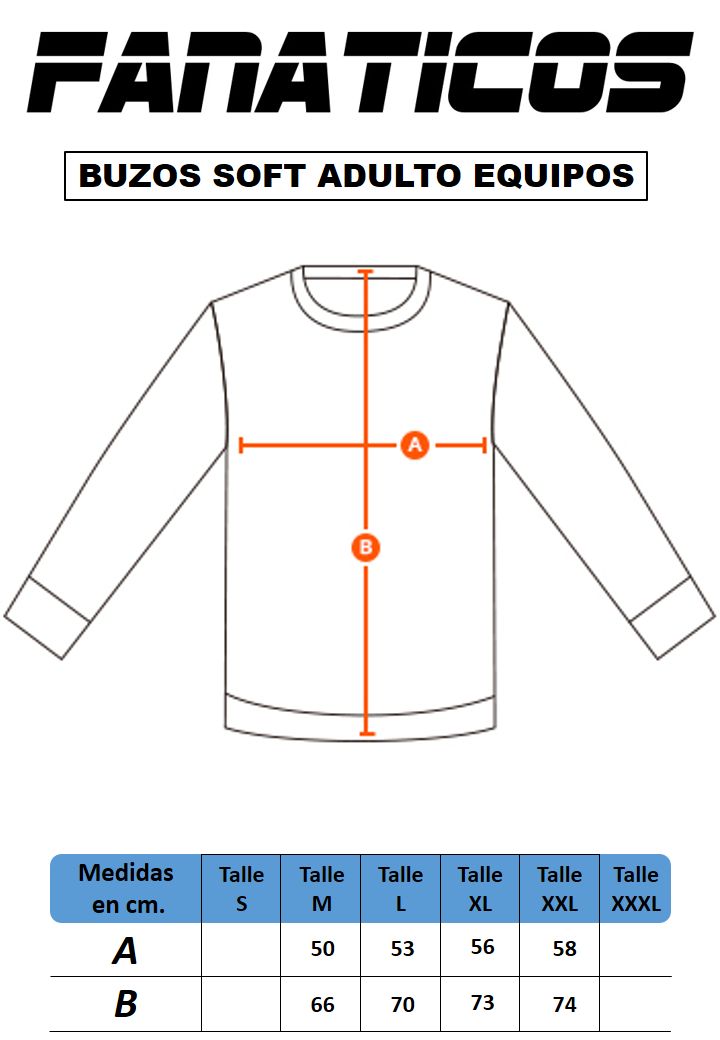 FANATICOS
BUZOS SOFT ADULTO EQUIPOS
A
B
Medidas en cm. Talle S Talle M Talle L Talle XL Talle XXL Talle XXXL
A 50 53 56 58
B 66 70 73 74